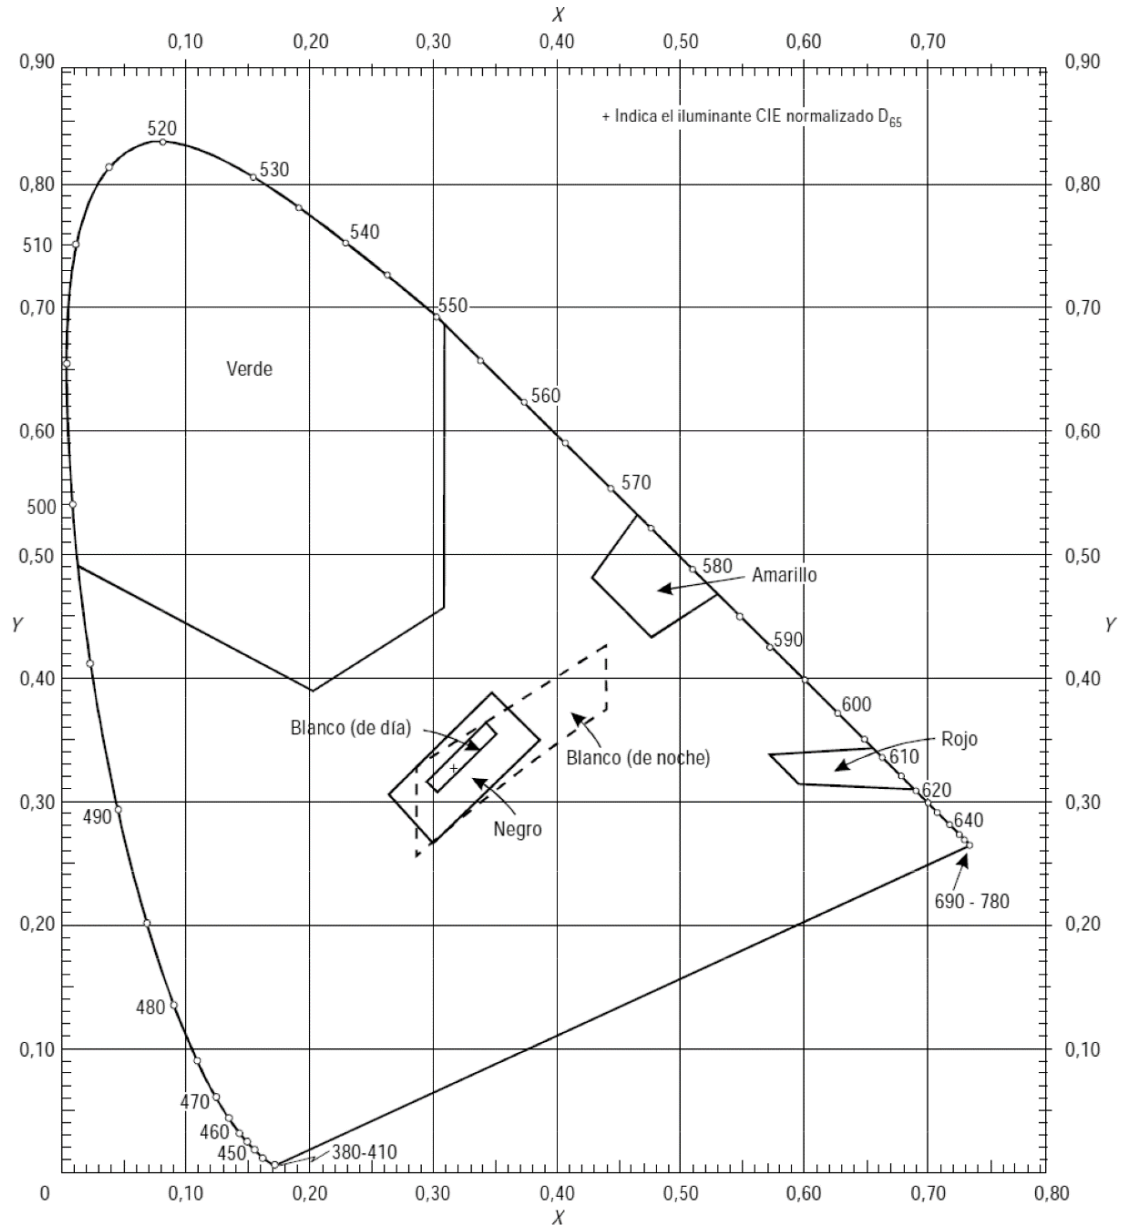 X
0,10 0,20 0,30 0,40 0,50 0,60 0,70
0,90 0,90
+ Indica el iluminante CIE normalizado D65
520
530
0,80 0,80
540
510
0,70 550 0,70
Verde
560
0,60 0,60
570
500
0,50 580 0,50
Amarillo
Y 590 Y
0,40 0,40
600
Blanco (de día) Rojo
Blanco (de noche) 610
620
0,30 0,30
490 Negro 640
690 - 780
0,20 0,20
480
0,10 0,10
470
460
450 380-410
0 0,10 0,20 0,30 0,40 0,50 0,60 0,70 0,80
X